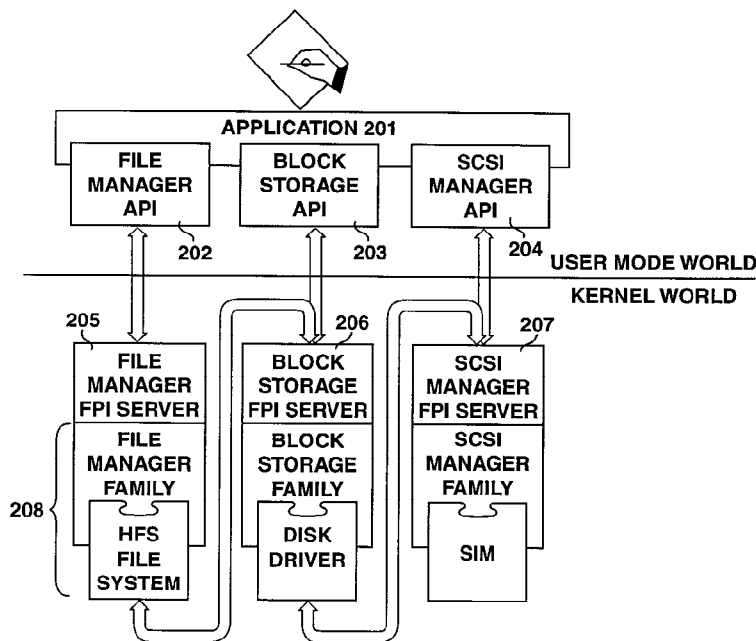 APPLICATION 201
FILE
MANAGER
API
BLOCK
STORAGE
API
SCSI
MANAGER
API
202
203
204
USER MODE WORLD
KERNEL WORLD
205
206
207
FILE
MANAGER
FPI SERVER
BLOCK
STORAGE
FPI SERVER
SCSI
MANAGER
FPI SERVER
FILE
MANAGER
FAMILY
BLOCK
STORAGE
FAMILY
SCSI
MANAGER
FAMILY
208
HFS
FILE
SYSTEM
DISK
DRIVER
SIM